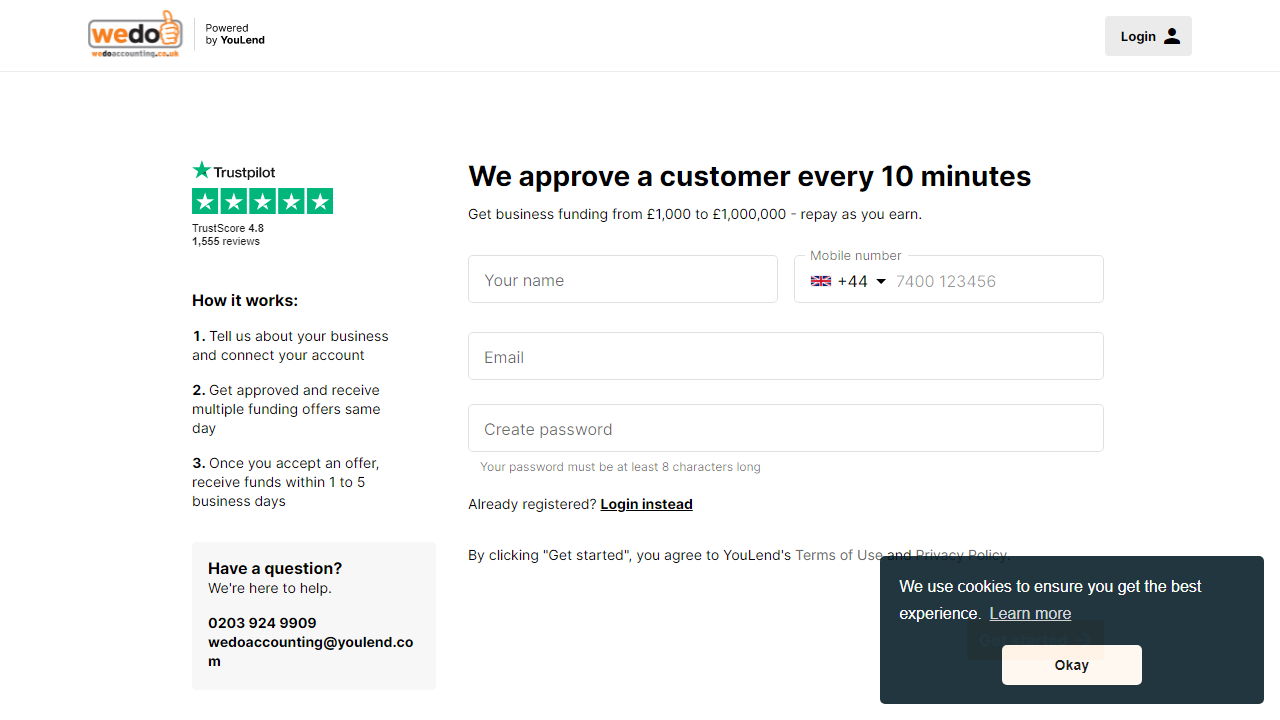 wedo
wedoaccounting.co.uk
Powered
by YouLend
Login
Trustpilot
TrustScore 4.8
1,555 reviews
How it works:
1. Tell us about your business
and connect your account
2. Get approved and receive
multiple funding offers same
day
3. Once you accept an offer,
receive funds within 1 to 5
business days
Have a question?
We're here to help.
0203 924 9909
wedoaccounting@youlend.co
m
We approve a customer every 10 minutes
Get business funding from £1,000 to £1,000,000 - repay as you earn.
Your name
Mobile number
+44 7400 123456
Email
Create password
Your password must be at least 8 characters long
Already registered? Login instead
By clicking "Get started", you agree to YouLend's Terms of Use and Privacy Policy.
We use cookies to ensure you get the best
experience. Learn more
Get started
Okay